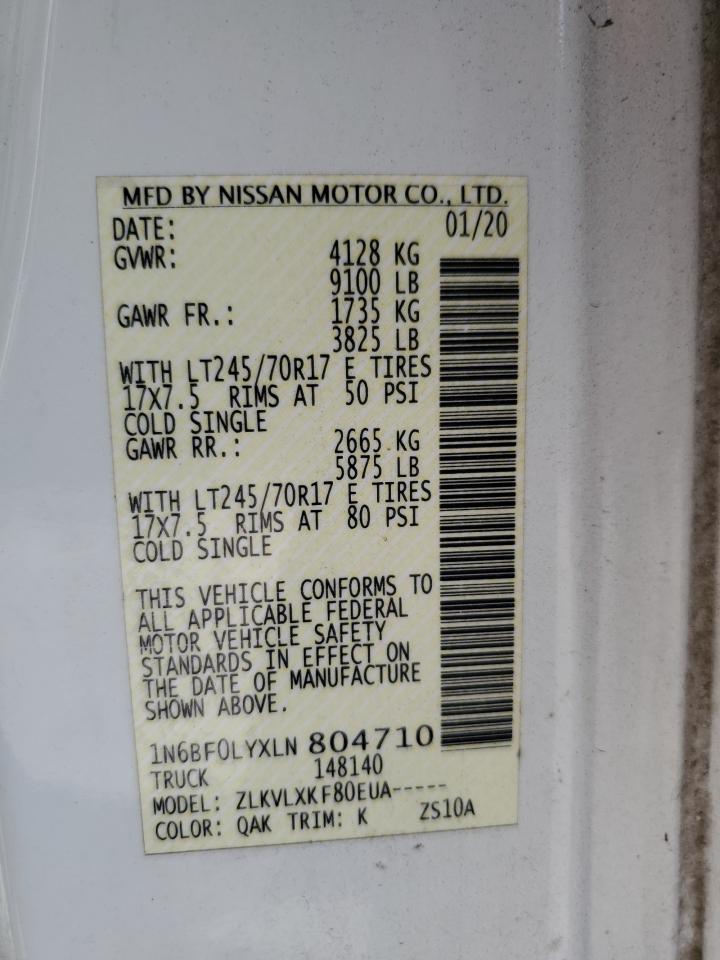 MFD BY NISSAN MOTOR CO., LTD.
DATE: 01/20
GVWR: 4128 KG
9100 LB
GAWR FR.: 1735 KG
3825 LB
WITH LT245/70R17 E TIRES
17X7.5 RIMS AT 50 PSI
COLD SINGLE
GAWR RR.: 2665 KG
5875 LB
WITH LT245/70R17 E TIRES
17X7.5 RIMS AT 80 PSI
COLD SINGLE
THIS VEHICLE CONFORMS TO
ALL APPLICABLE FEDERAL
MOTOR VEHICLE SAFETY
STANDARDS IN EFFECT ON
THE DATE OF MANUFACTURE
SHOWN ABOVE.
1N6BF0LYXLN 804710
TRUCK 148140
MODEL: ZLKVLXKF80EUA-----
COLOR: QAK TRIM: K ZS10A